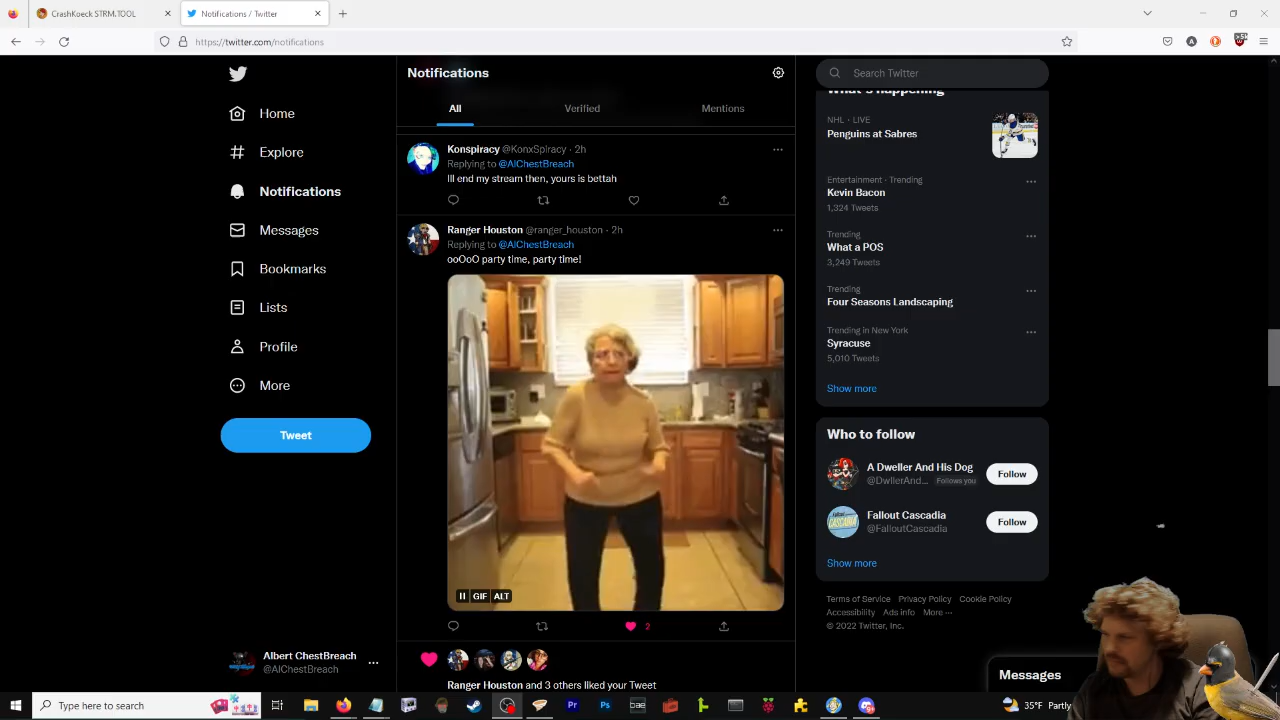 CrashKoeck STRM.TOOL
Notifications / Twitter
https://twitter.com/notifications
Home
Explore
Notifications
Messages
Bookmarks
Lists
Profile
More
Tweet
Albert ChestBreach
@AlChestBreach
Notifications
All
Verified
Mentions
Konspiracy @KonxSpiracy · 2h
Replying to @AlChestBreach
Ill end my stream then, yours is bettah
Ranger Houston @ranger_houston · 2h
Replying to @AlChestBreach
ooOoO party time, party time!
GIF ALT
2
Ranger Houston and 3 others liked your Tweet
Search Twitter
What's happening
NHL · LIVE
Penguins at Sabres
Entertainment · Trending
Kevin Bacon
1,324 Tweets
Trending
What a POS
3,249 Tweets
Trending
Four Seasons Landscaping
Trending in New York
Syracuse
5,010 Tweets
Show more
Who to follow
A Dweller And His Dog
@DwllerAnd... Follows you
Follow
Fallout Cascadia
@FalloutCascadia
Follow
Show more
Terms of Service Privacy Policy Cookie Policy
Accessibility Ads info More ...
© 2022 Twitter, Inc.
Messages
Type here to search
35°F Partly